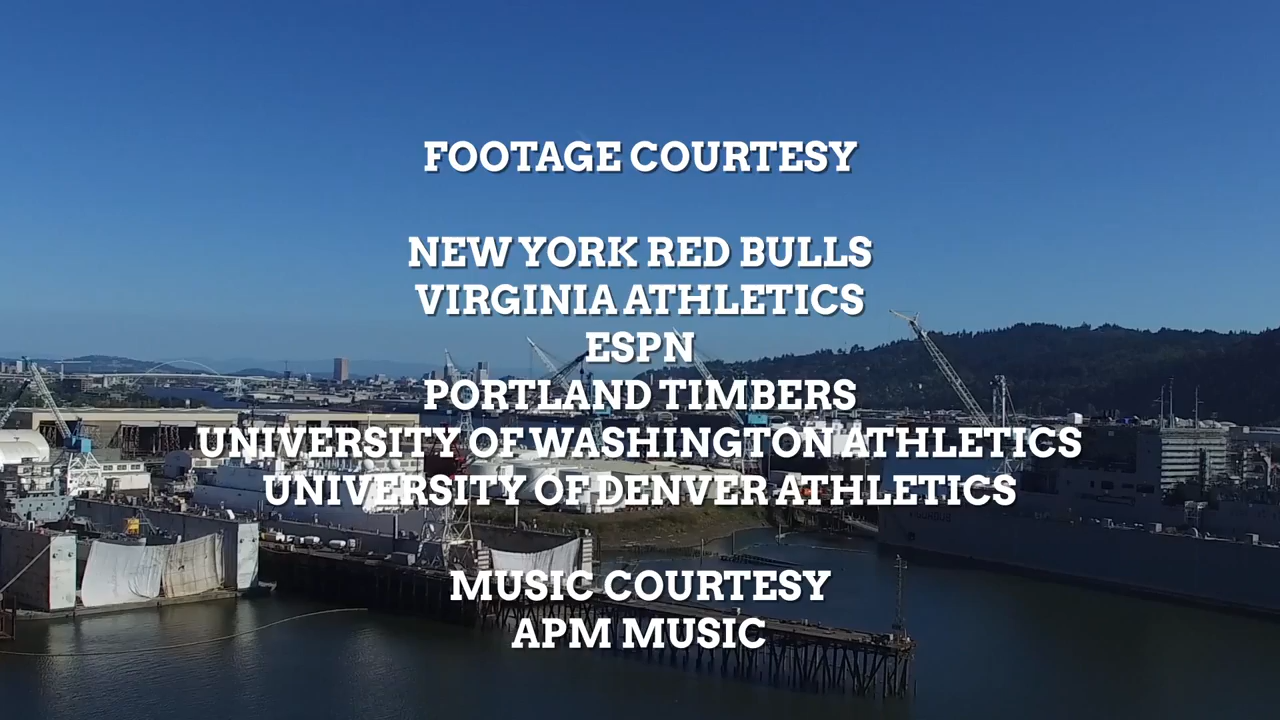 FOOTAGE COURTESY
NEW YORK RED BULLS
VIRGINIA ATHLETICS
ESPN
PORTLAND TIMBERS
UNIVERSITY OF WASHINGTON ATHLETICS
UNIVERSITY OF DENVER ATHLETICS
MUSIC COURTESY
APM MUSIC